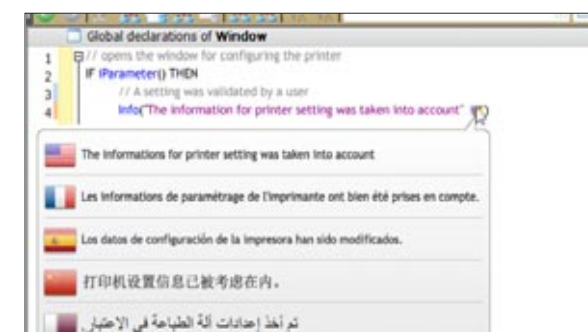 Global declarations of Window
1 // opens the window for configuring the printer
2 IF iParameter() THEN
3 // A setting was validated by a user
4 Info("The information for printer setting was taken into account"
The informations for printer setting was taken into account
Les informations de paramétrage de l'imprimante ont bien été prises en compte.
Los datos de configuración de la impresora han sido modificados.
打印机设置信息已被考虑在内。
تم أخذ إعدادات ألة الطباعة في الاعتبار.